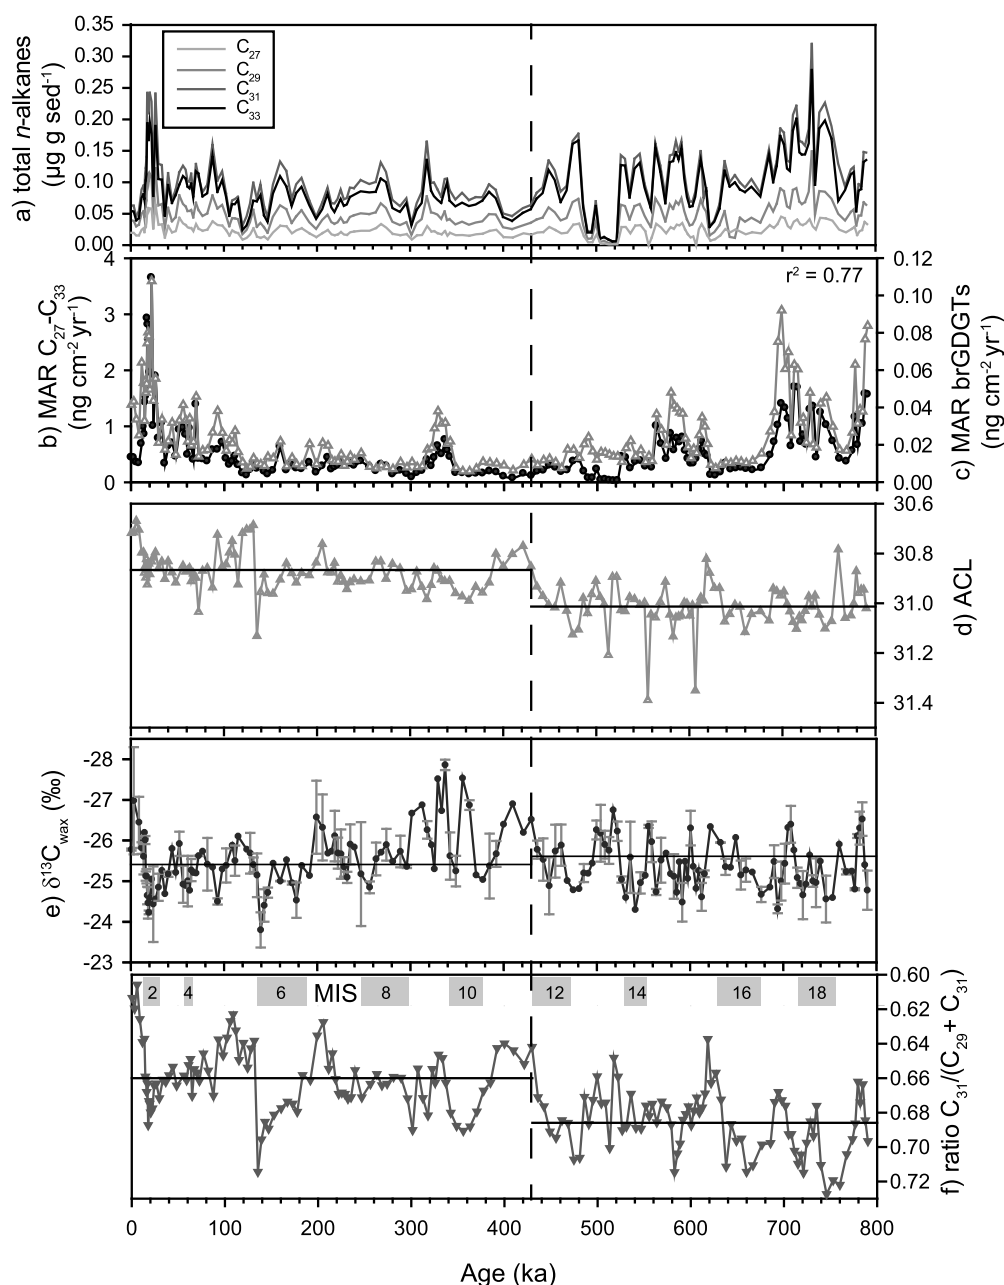 a) total n-alkanes
(µg g sed⁻¹)
0.35
0.30
0.25
0.20
0.15
0.10
0.05
0.00
C₂₇
C₂₉
C₃₁
C₃₃
b) MAR C₂₇-C₃₃
(ng cm⁻² yr⁻¹)
4
3
2
1
0
r² = 0.77
0.12
0.10
0.08
0.06
0.04
0.02
0.00
c) MAR brGDGTs
(ng cm⁻² yr⁻¹)
30.6
30.8
31.0
31.2
31.4
d) ACL
e) δ¹³C wax (‰)
-28
-27
-26
-25
-24
-23
2
4
6
MIS
8
10
12
14
16
18
0.60
0.62
0.64
0.66
0.68
0.70
0.72
f) ratio C₃₁/(C₂₉ + C₃₁)
0 100 200 300 400 500 600 700 800
Age (ka)